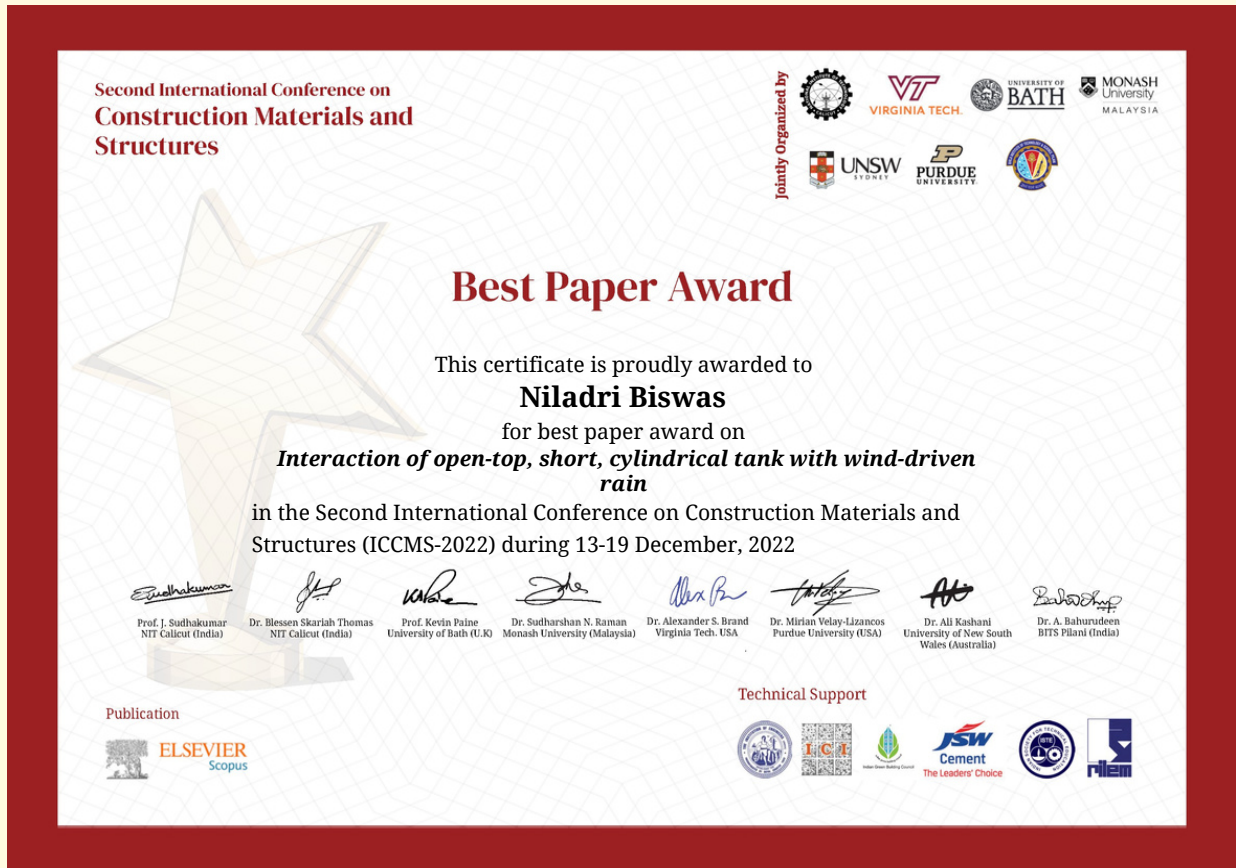 Second International Conference on
Construction Materials and
Structures
Jointly Organized by
VT
VIRGINIA TECH.
UNIVERSITY OF
BATH
MONASH
University
MALAYSIA
UNSW
SYDNEY
P
PURDUE
UNIVERSITY
Best Paper Award
This certificate is proudly awarded to
Niladri Biswas
for best paper award on
Interaction of open-top, short, cylindrical tank with wind-driven
rain
in the Second International Conference on Construction Materials and
Structures (ICCMS-2022) during 13-19 December, 2022
Prof. J. Sudhakumar
NIT Calicut (India)
Dr. Blessen Skariah Thomas
NIT Calicut (India)
Prof. Kevin Paine
University of Bath (U.K)
Dr. Sudharshan N. Raman
Monash University (Malaysia)
Dr. Alexander S. Brand
Virginia Tech. USA
Dr. Mirian Velay-Lizancos
Purdue University (USA)
Dr. Ali Kashani
University of New South
Wales (Australia)
Dr. A. Bahurudeen
BITS Pilani (India)
Publication
ELSEVIER
Scopus
Technical Support
ICI
Indian Green Building Council
JSW
Cement
The Leaders' Choice
ISTE
rilem